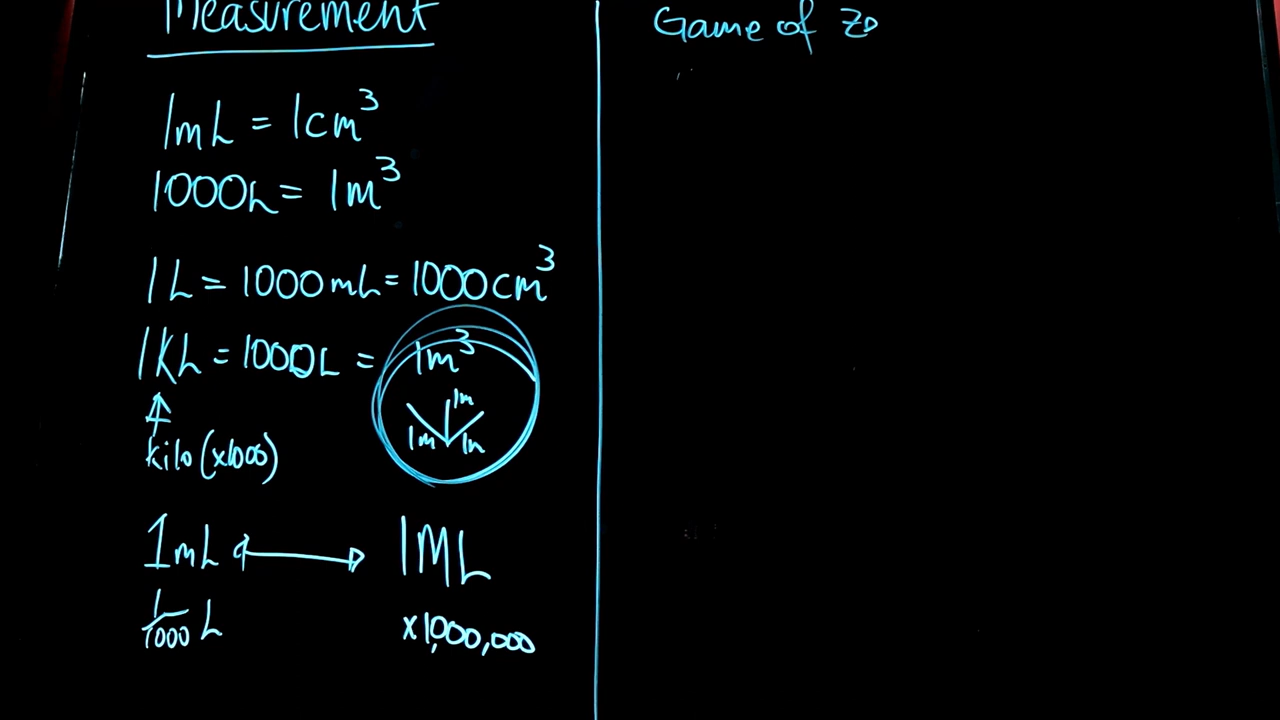 Measurement
1mL = 1cm³
1000L = 1m³
1L = 1000mL = 1000cm³
1KL = 1000L = 1m³
1m
1m 1m
kilo (x1000)
1mL ↔ 1ML
1/1000 L x1,000,000
Game of